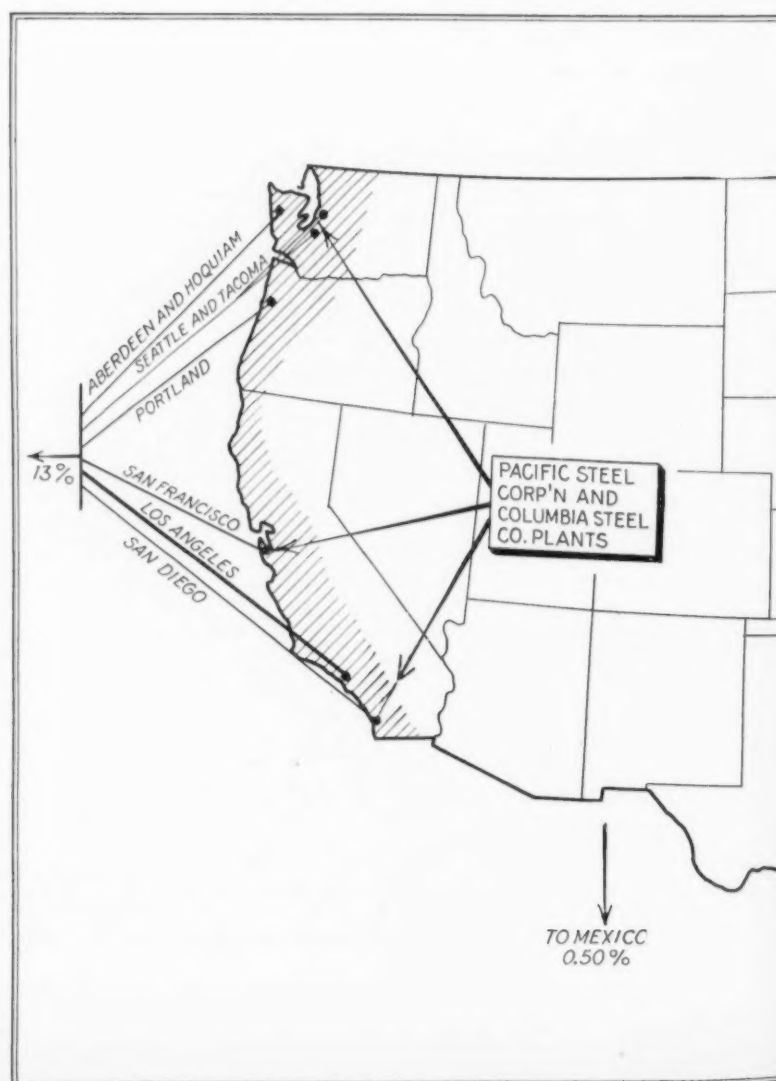 ABERDEEN AND HOQUIAM
SEATTLE AND TACOMA
PORTLAND
13%
SAN FRANCISCO
LOS ANGELES
SAN DIEGO
PACIFIC STEEL
CORP'N AND
COLUMBIA STEEL
CO. PLANTS
TO MEXICO
0.50%